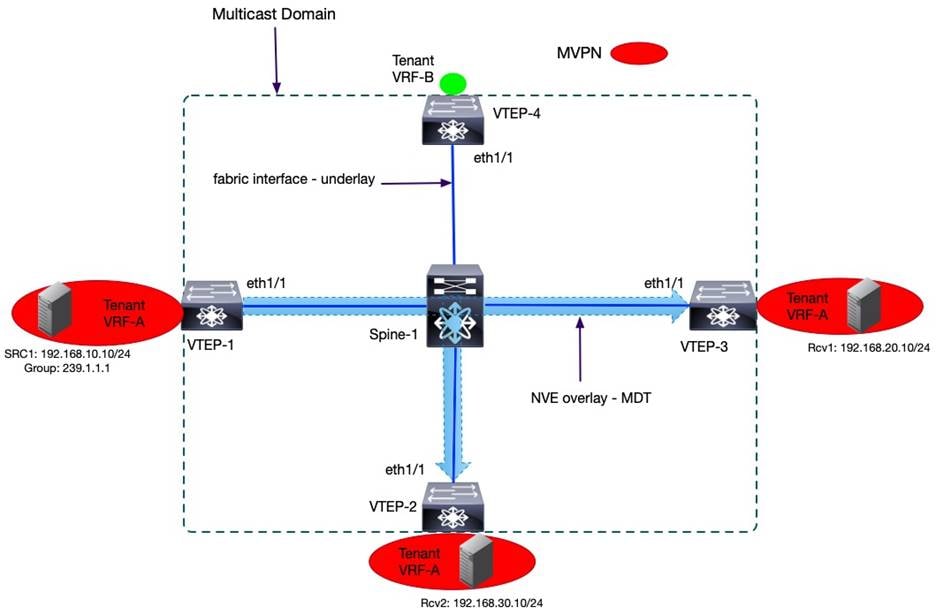 Multicast Domain
MVPN
Tenant
VRF-B
VTEP-4
eth1/1
fabric interface - underlay
eth1/1
eth1/1
Tenant
VRF-A
Tenant
VRF-A
Spine-1
VTEP-1
VTEP-3
SRC1: 192.168.10.10/24
Group: 239.1.1.1
Rcv1: 192.168.20.10/24
NVE overlay - MDT
eth1/1
VTEP-2
Tenant
VRF-A
Rcv2: 192.168.30.10/24